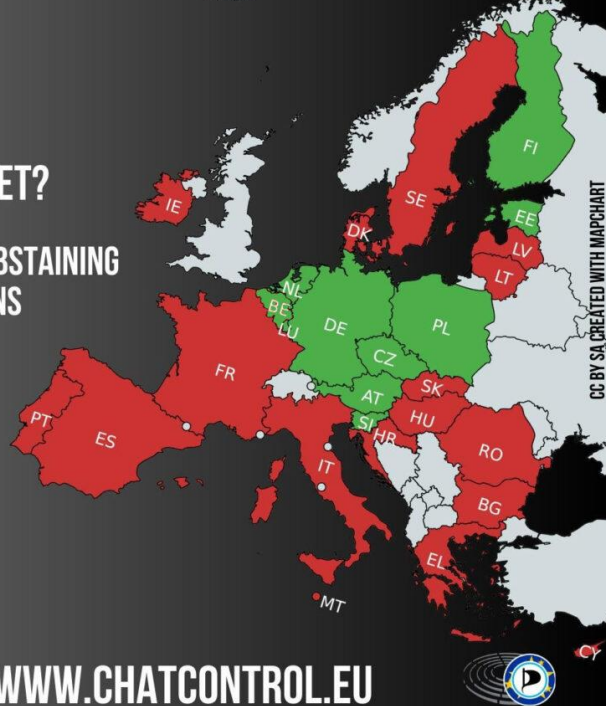 ET?
BSTAINING
NS
FI
SE
IE
EE
DK
LV
LT
NL
BE
LU
DE
PL
CZ
FR
AT
SK
SI
HU
HR
RO
PT
ES
IT
BG
EL
MT
CY
CC BY SA CREATED WITH MAPCHART
WWW.CHATCONTROL.EU
P